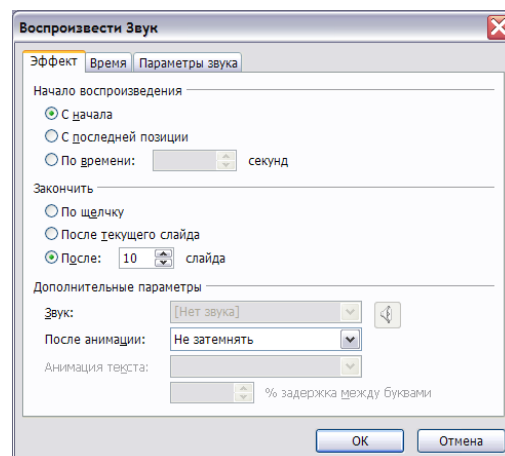 Воспроизвести Звук
Эффект Время Параметры звука
Начало воспроизведения
С начала
С последней позиции
По времени: секунд
Закончить
По щелчку
После текущего слайда
После: 10 слайда
Дополнительные параметры
Звук: [Нет звука]
После анимации: Не затемнять
Анимация текста:
% задержка между буквами
ОК Отмена